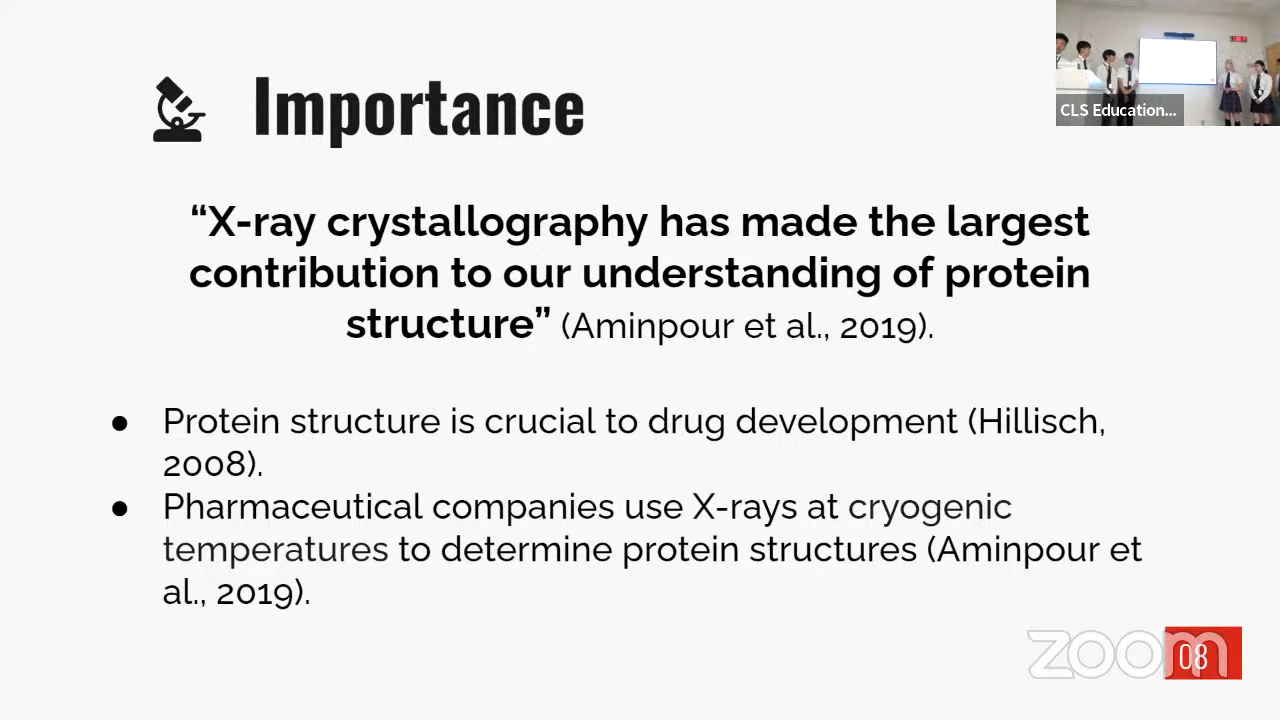 Importance
CLS Education...
“X-ray crystallography has made the largest
contribution to our understanding of protein
structure” (Aminpour et al., 2019).
● Protein structure is crucial to drug development (Hillisch,
2008).
● Pharmaceutical companies use X-rays at cryogenic
temperatures to determine protein structures (Aminpour et
al., 2019).
zoom
08